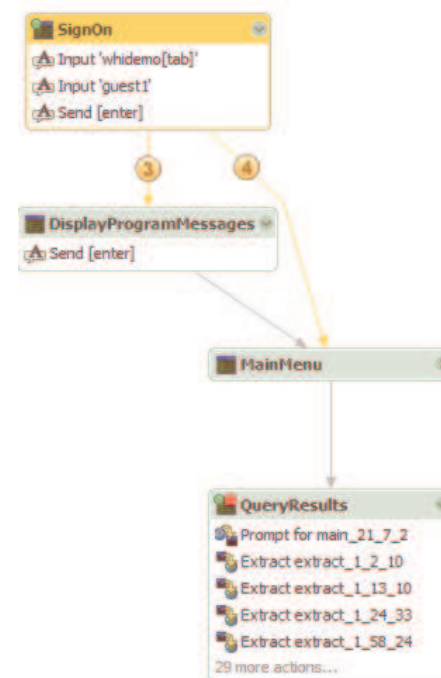 SignOn
Input 'whidemo[tab]'
Input 'guest1'
Send [enter]
3
4
DisplayProgramMessages
Send [enter]
MainMenu
QueryResults
Prompt for main_21_7_2
Extract extract_1_2_10
Extract extract_1_13_10
Extract extract_1_24_33
Extract extract_1_58_24
29 more actions...